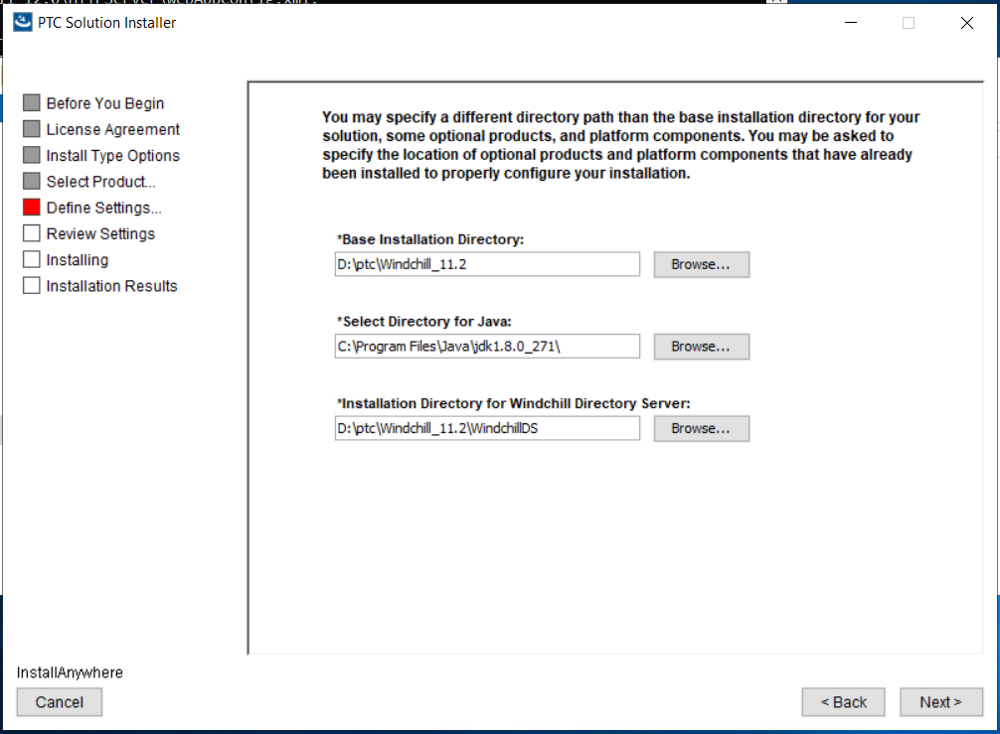 PTC Solution Installer
Before You Begin
License Agreement
Install Type Options
Select Product...
Define Settings...
Review Settings
Installing
Installation Results
You may specify a different directory path than the base installation directory for your
solution, some optional products, and platform components. You may be asked to
specify the location of optional products and platform components that have already
been installed to properly configure your installation.
*Base Installation Directory:
D:\ptc\Windchill_11.2
Browse...
*Select Directory for Java:
C:\Program Files\Java\jdk1.8.0_271\
Browse...
*Installation Directory for Windchill Directory Server:
D:\ptc\Windchill_11.2\WindchillDS
Browse...
InstallAnywhere
Cancel
< Back
Next >